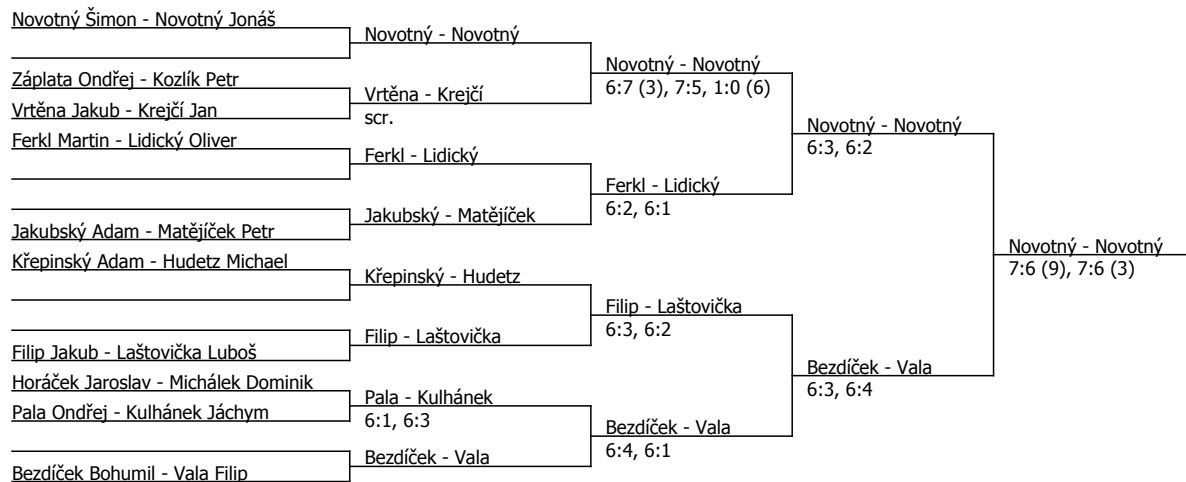 Novotný Šimon - Novotný Jonáš
Novotný - Novotný
Novotný - Novotný
6:7 (3), 7:5, 1:0 (6)
Záplata Ondřej - Kozlík Petr
Vrtěna - Krejčí
scr.
Vrtěna Jakub - Krejčí Jan
Novotný - Novotný
6:3, 6:2
Ferkl Martin - Lidický Oliver
Ferkl - Lidický
Ferkl - Lidický
6:2, 6:1
Jakubský - Matějíček
Jakubský Adam - Matějíček Petr
Novotný - Novotný
7:6 (9), 7:6 (3)
Křepinský Adam - Hudetz Michael
Křepinský - Hudetz
Filip - Laštovička
6:3, 6:2
Filip - Laštovička
Filip Jakub - Laštovička Luboš
Bezdíček - Vala
6:3, 6:4
Horáček Jaroslav - Michálek Dominik
Pala - Kulhánek
6:1, 6:3
Pala Ondřej - Kulhánek Jáchym
Bezdíček - Vala
6:4, 6:1
Bezdíček - Vala
Bezdíček Bohumil - Vala Filip